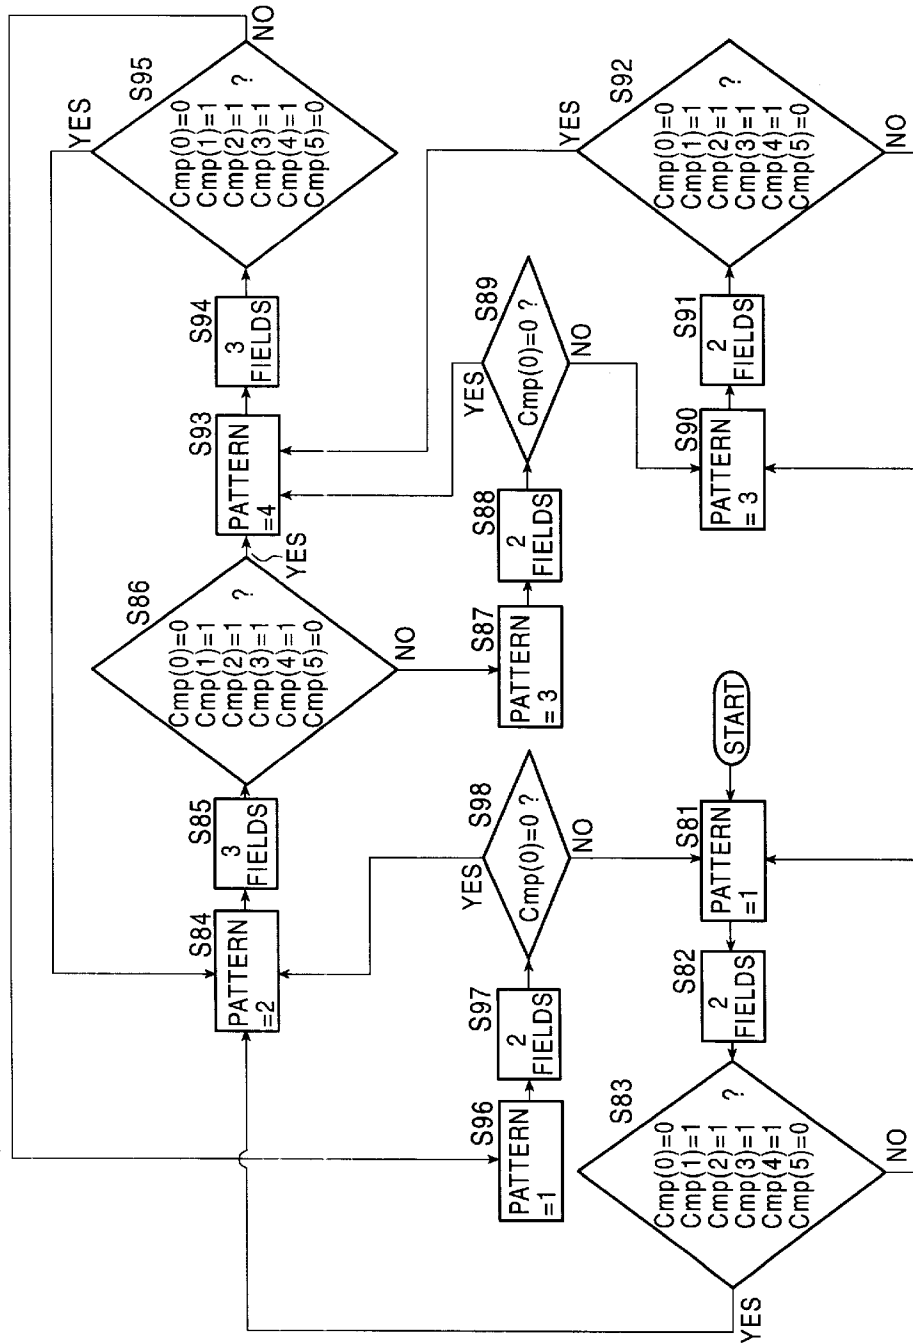 START
S81
PATTERN
=1
S82
2
FIELDS
S83
Cmp(0)=0
Cmp(1)=1
Cmp(2)=1 ?
Cmp(3)=1
Cmp(4)=1
Cmp(5)=0
YES
NO
S84
PATTERN
=2
S85
3
FIELDS
S86
Cmp(0)=0
Cmp(1)=1
Cmp(2)=1 ?
Cmp(3)=1
Cmp(4)=1
Cmp(5)=0
YES
NO
S87
PATTERN
= 3
S88
2
FIELDS
S89
Cmp(0)=0 ?
YES
NO
S90
PATTERN
= 3
S91
2
FIELDS
S92
Cmp(0)=0
Cmp(1)=1
Cmp(2)=1 ?
Cmp(3)=1
Cmp(4)=1
Cmp(5)=0
YES
NO
S93
PATTERN
=4
S94
3
FIELDS
S95
Cmp(0)=0
Cmp(1)=1
Cmp(2)=1 ?
Cmp(3)=1
Cmp(4)=1
Cmp(5)=0
YES
NO
S96
PATTERN
=1
S97
2
FIELDS
S98
Cmp(0)=0 ?
YES
NO